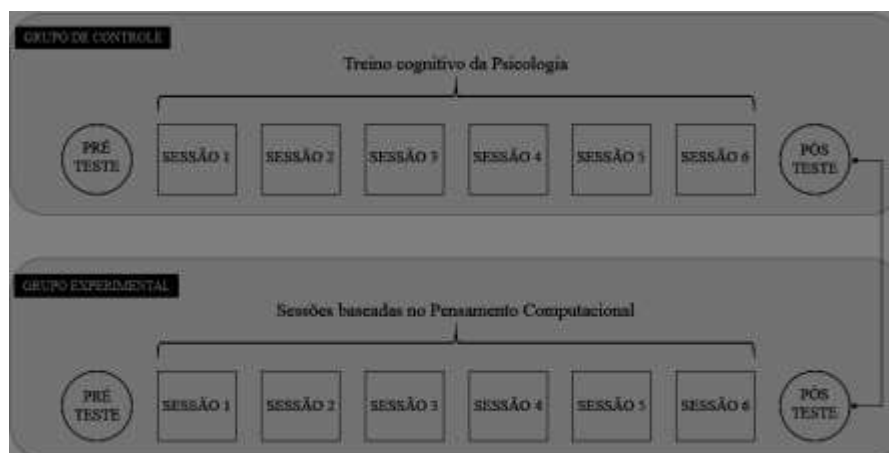 GRUPO DE CONTROLE
Treino cognitivo da Psicologia
PRÉ
TESTE
SESSÃO 1
SESSÃO 2
SESSÃO 3
SESSÃO 4
SESSÃO 5
SESSÃO 6
PÓS
TESTE
GRUPO EXPERIMENTAL
Sessões baseadas no Pensamento Computacional
PRÉ
TESTE
SESSÃO 1
SESSÃO 2
SESSÃO 3
SESSÃO 4
SESSÃO 5
SESSÃO 6
PÓS
TESTE